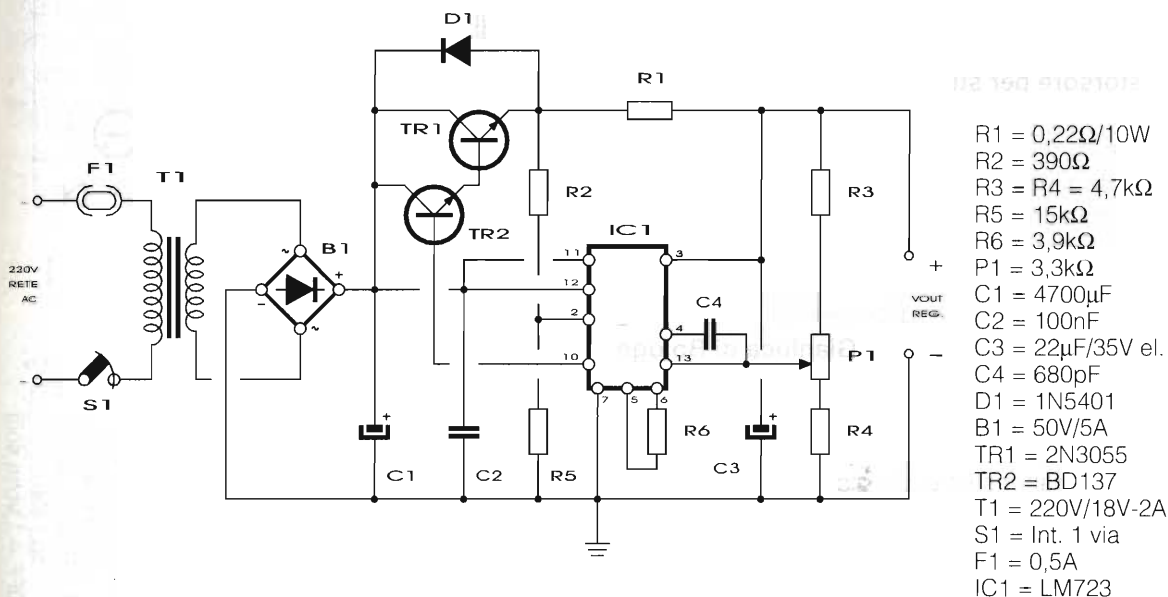 D1
R1
TR1
F1
T1
R2
R3
TR2
IC1
B1
~
+
11
3
12
220V
RETE
AC
-
~
2
C4
4
+
VOUT
REG.
10
13
P1
-
S1
7
5
6
+
R6
+
R4
C1
C2
R5
C3
R1 = 0,22Ω/10W
R2 = 390Ω
R3 = R4 = 4,7kΩ
R5 = 15kΩ
R6 = 3,9kΩ
P1 = 3,3kΩ
C1 = 4700µF
C2 = 100nF
C3 = 22µF/35V el.
C4 = 680pF
D1 = 1N5401
B1 = 50V/5A
TR1 = 2N3055
TR2 = BD137
T1 = 220V/18V-2A
S1 = Int. 1 via
F1 = 0,5A
IC1 = LM723